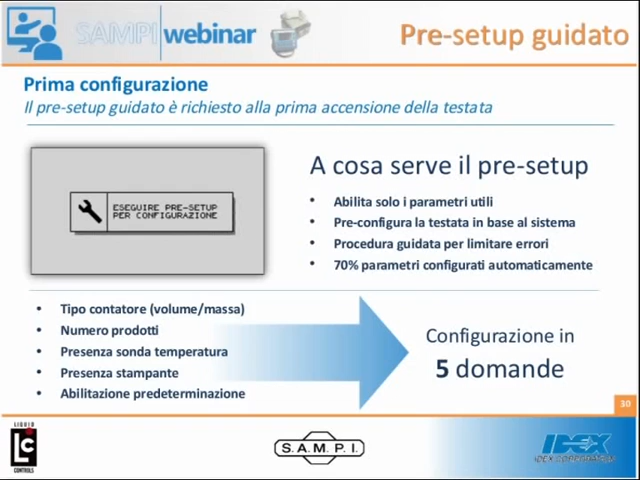 SAMPI webinar
Pre-setup guidato
Prima configurazione
Il pre-setup guidato è richiesto alla prima accensione della testata
ESEGUIRE PRE-SETUP
PER CONFIGURAZIONE
A cosa serve il pre-setup
• Abilita solo i parametri utili
• Pre-configura la testata in base al sistema
• Procedura guidata per limitare errori
• 70% parametri configurati automaticamente
• Tipo contatore (volume/massa)
• Numero prodotti
• Presenza sonda temperatura
• Presenza stampante
• Abilitazione predeterminazione
Configurazione in
5 domande
30
LIQUID
LC
CONTROLS
S.A.M.P.I.
IDEX
IDEX CORPORATION